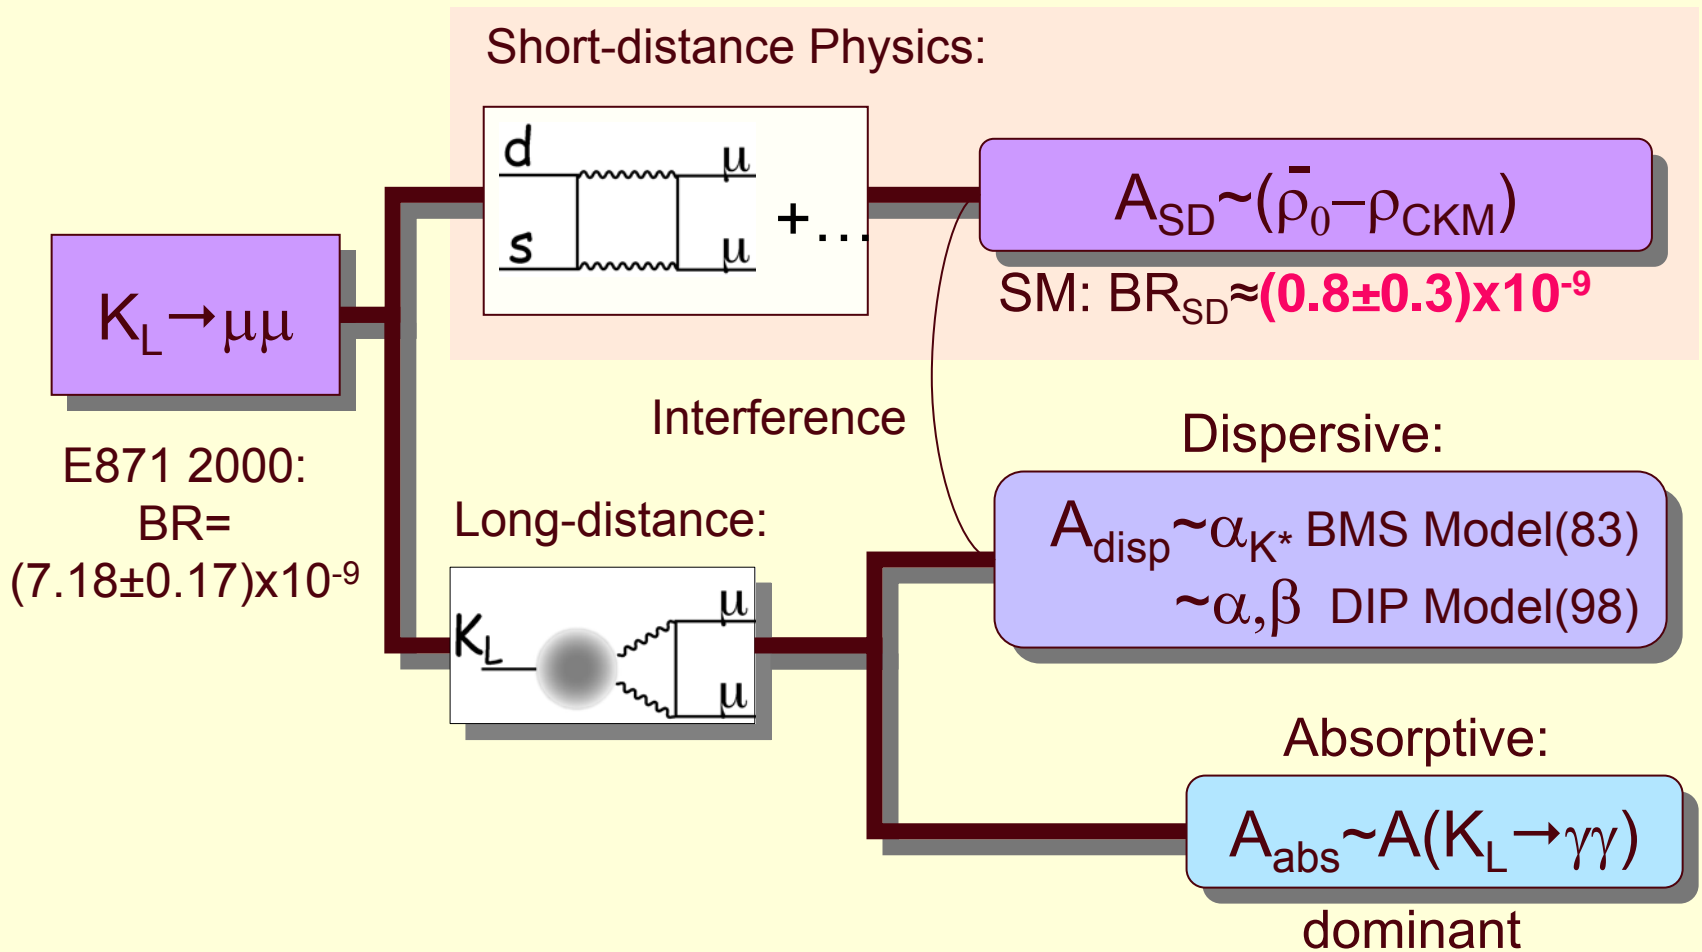 Short-distance Physics:
d
μ
s
μ
+...
A_SD~(ρ̄₀–ρ_CKM)
SM: BR_SD≈(0.8±0.3)x10⁻⁹
K_L→μμ
E871 2000:
BR=
(7.18±0.17)x10⁻⁹
Interference
Long-distance:
K_L
μ
μ
Dispersive:
A_disp~α_K* BMS Model(83)
~α,β DIP Model(98)
Absorptive:
A_abs~A(K_L→γγ)
dominant